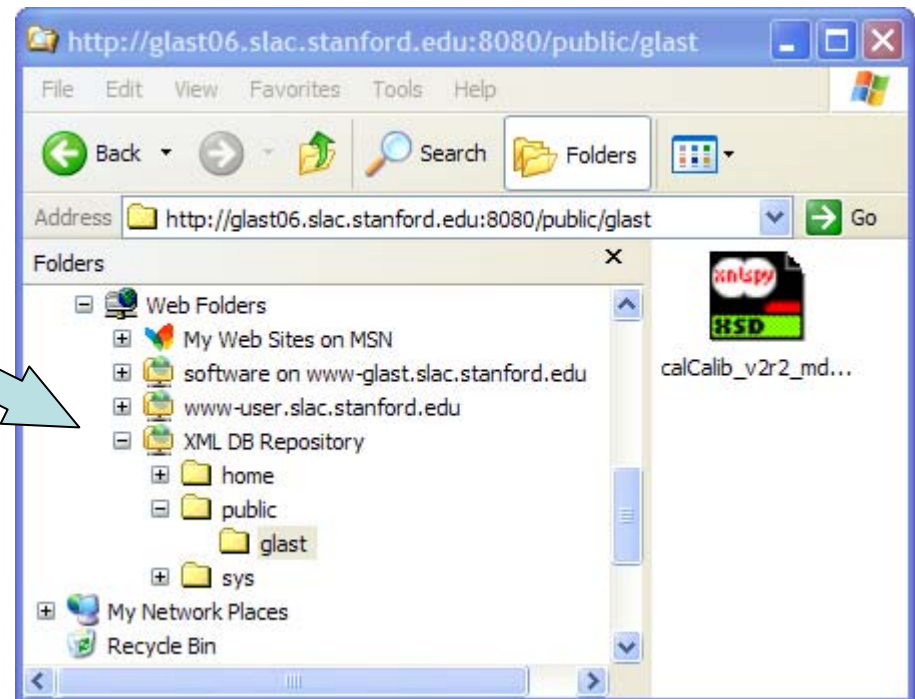 http://glast06.slac.stanford.edu:8080/public/glast
File Edit View Favorites Tools Help
Back Search Folders
Address http://glast06.slac.stanford.edu:8080/public/glast Go
Folders
Web Folders
My Web Sites on MSN
software on www-glast.slac.stanford.edu
www-user.slac.stanford.edu
XML DB Repository
home
public
glast
sys
My Network Places
Recycle Bin
xmlspy
XSD
calCalib_v2r2_md...